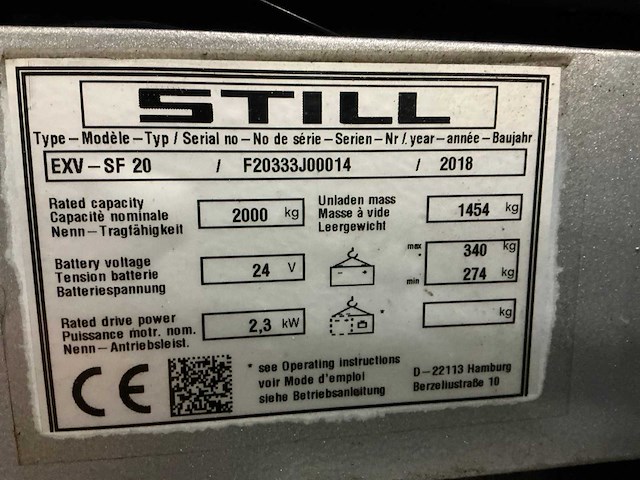 STILL
Type – Modèle – Typ / Serial no – No de série – Serien – Nr /. year – année – Baujahr
EXV – SF 20 / F20333J00014 / 2018
Rated capacity
Capacitè nominale
Nenn – Tragfähigkeit
2000 kg
Unladen mass
Masse à vide
Leergewicht
1454 kg
Battery voltage
Tension batterie
Batteriespannung
24 V
max 340 kg
*
min 274 kg
Rated drive power
Puissance motr. nom.
Nenn – Antriebsleist.
2,3 kW
* kg
CE
* see Operating instructions
voir Mode d'emploi
siehe Betriebsanleitung
D – 22113 Hamburg
Berzeliustraße 10